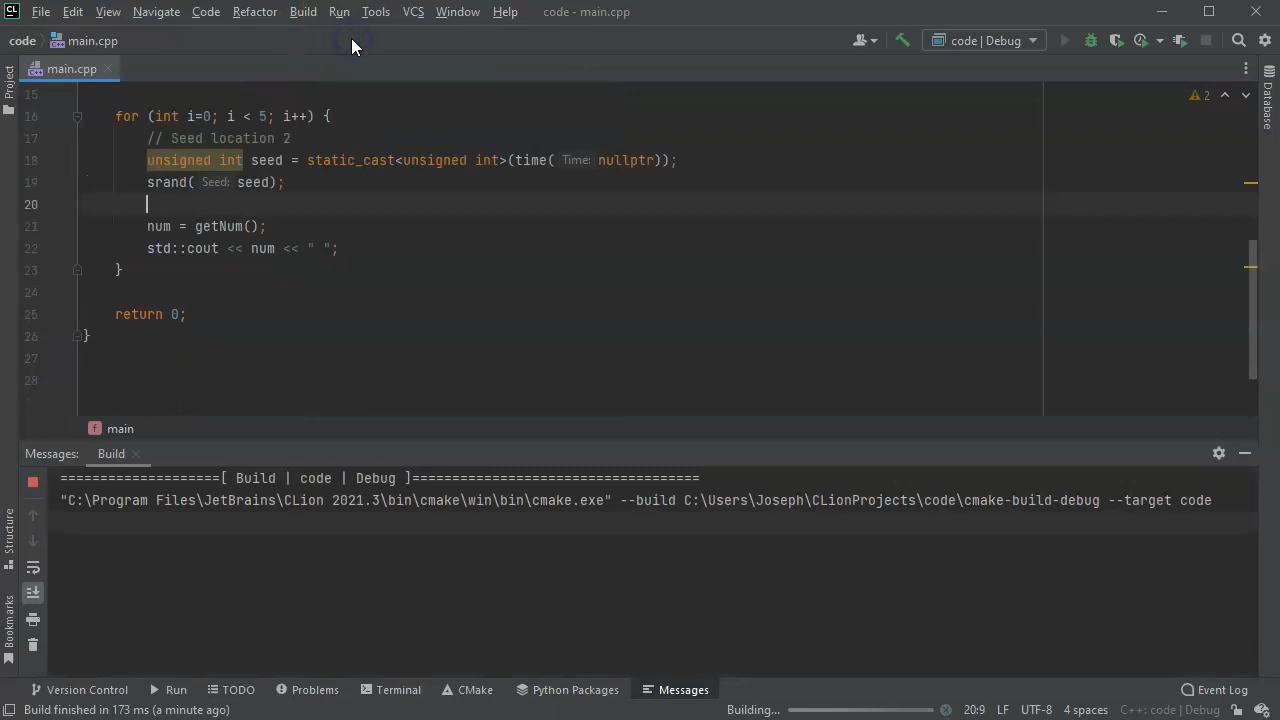 CL File Edit View Navigate Code Refactor Build Run Tools VCS Window Help code - main.cpp
code main.cpp code | Debug
main.cpp
Project
Database
2
15
16 for (int i=0; i < 5; i++) {
17 // Seed location 2
18 unsigned int seed = static_cast<unsigned int>(time( Time: nullptr));
19 srand( Seed: seed);
20
21 num = getNum();
22 std::cout << num << " ";
23 }
24
25 return 0;
26 }
27
28
main
Messages: Build
====================[ Build | code | Debug ]====================================
"C:\Program Files\JetBrains\CLion 2021.3\bin\cmake\win\bin\cmake.exe" --build C:\Users\Joseph\CLionProjects\code\cmake-build-debug --target code
Structure
Bookmarks
Version Control Run TODO Problems Terminal CMake Python Packages Messages Event Log
Build finished in 173 ms (a minute ago) Building... 20:9 LF UTF-8 4 spaces C++: code | Debug